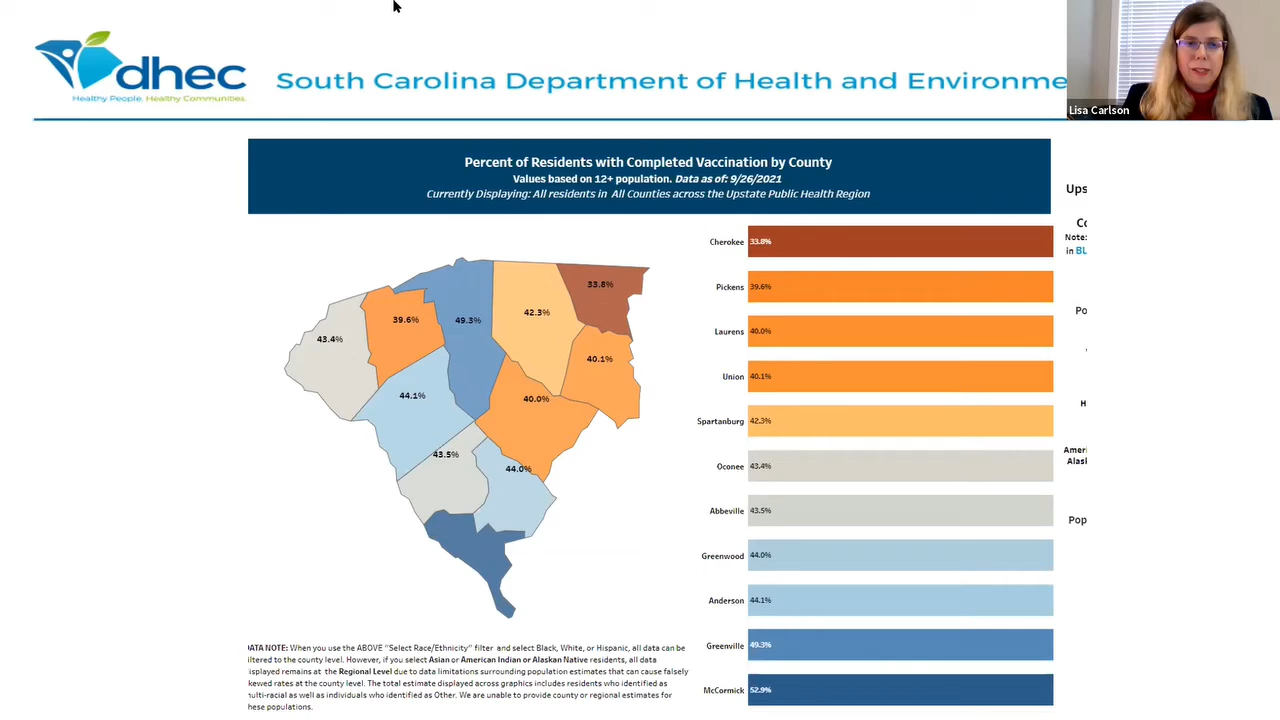 dhec
Healthy People. Healthy Communities.
South Carolina Department of Health and Environme
Lisa Carlson
Percent of Residents with Completed Vaccination by County
Values based on 12+ population. Data as of: 9/26/2021
Currently Displaying: All residents in All Counties across the Upstate Public Health Region
33.8%
42.3%
39.6%
49.3%
43.4%
40.1%
44.1%
40.0%
43.5%
44.0%
Cherokee 33.8%
Pickens 39.6%
Laurens 40.0%
Union 40.1%
Spartanburg 42.3%
Oconee 43.4%
Abbeville 43.5%
Greenwood 44.0%
Anderson 44.1%
Greenville 49.3%
McCormick 52.9%
Ups
Co
Note:
in BL
Po
H
Ameri
Alask
Pop
DATA NOTE: When you use the ABOVE "Select Race/Ethnicity" filter and select Black, White, or Hispanic, all data can be
iltered to the county level. However, if you select Asian or American Indian or Alaskan Native residents, all data
isplayed remains at the Regional Level due to data limitations surrounding population estimates that can cause falsely
kewed rates at the county level. The total estimate displayed across graphics includes residents who identified as
nulti-racial as well as individuals who identified as Other. We are unable to provide county or regional estimates for
hese populations.